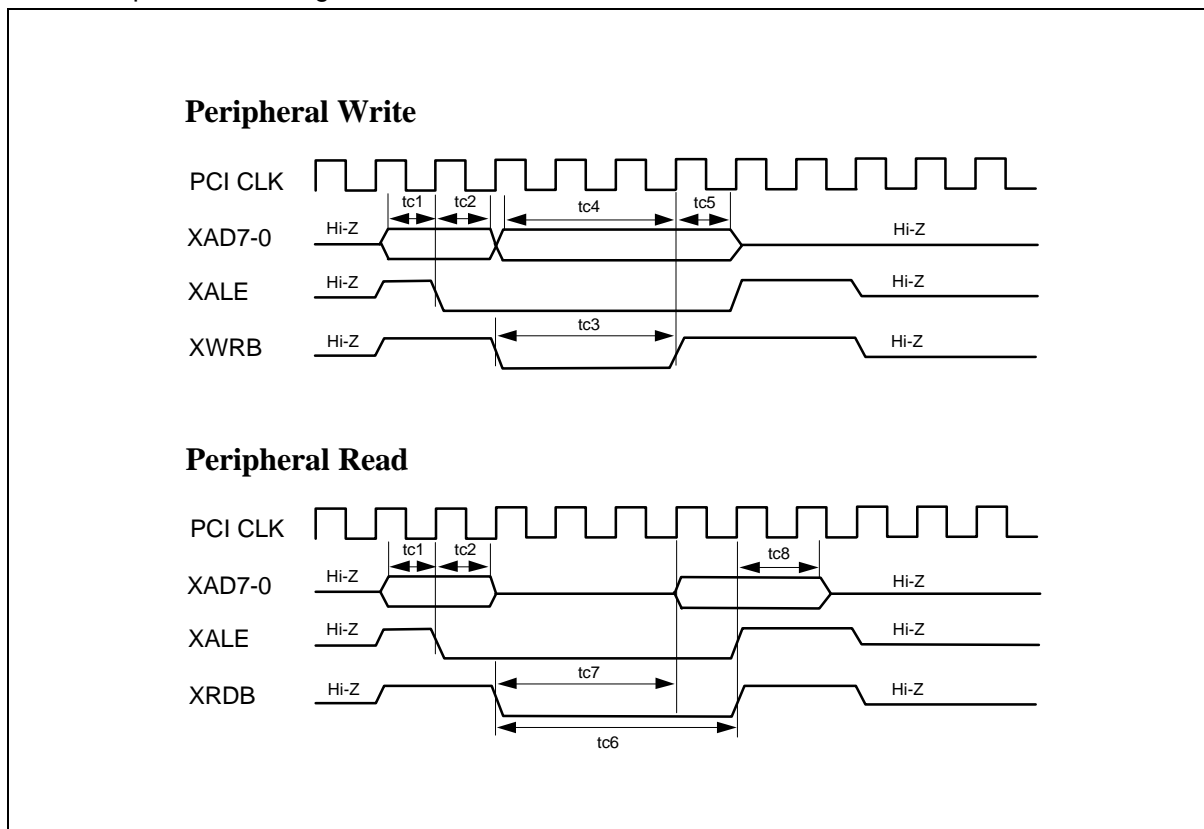 Peripheral Write
PCI CLK
tc1 tc2 tc4 tc5
XAD7-0 Hi-Z Hi-Z
XALE Hi-Z Hi-Z
tc3
XWRB Hi-Z Hi-Z
Peripheral Read
PCI CLK
tc1 tc2 tc8
XAD7-0 Hi-Z Hi-Z
XALE Hi-Z Hi-Z
tc7
XRDB Hi-Z Hi-Z
tc6